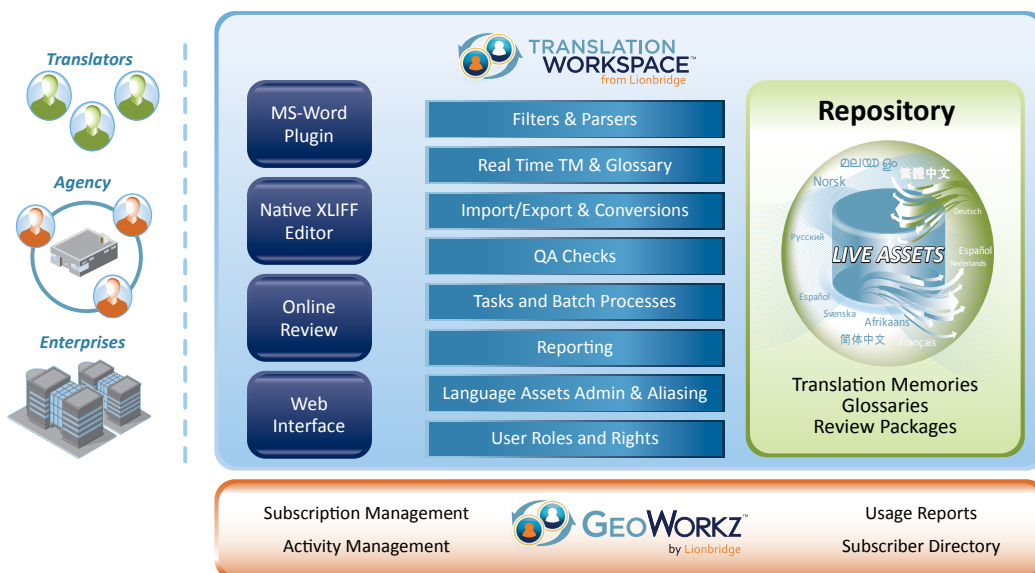 Translators
Agency
Enterprises
TRANSLATION
WORKSPACE™
from Lionbridge
MS-Word
Plugin
Native XLIFF
Editor
Online
Review
Web
Interface
Filters & Parsers
Real Time TM & Glossary
Import/Export & Conversions
QA Checks
Tasks and Batch Processes
Reporting
Language Assets Admin & Aliasing
User Roles and Rights
Repository
മലയാളം
繁體中文
Norsk
Deutsch
Русский
Español
LIVE ASSETS
Nederlands
Español
Svenska
Afrikaans
简体中文
Français
Translation Memories
Glossaries
Review Packages
Subscription Management
Activity Management
GEOWORKZ™
by Lionbridge
Usage Reports
Subscriber Directory